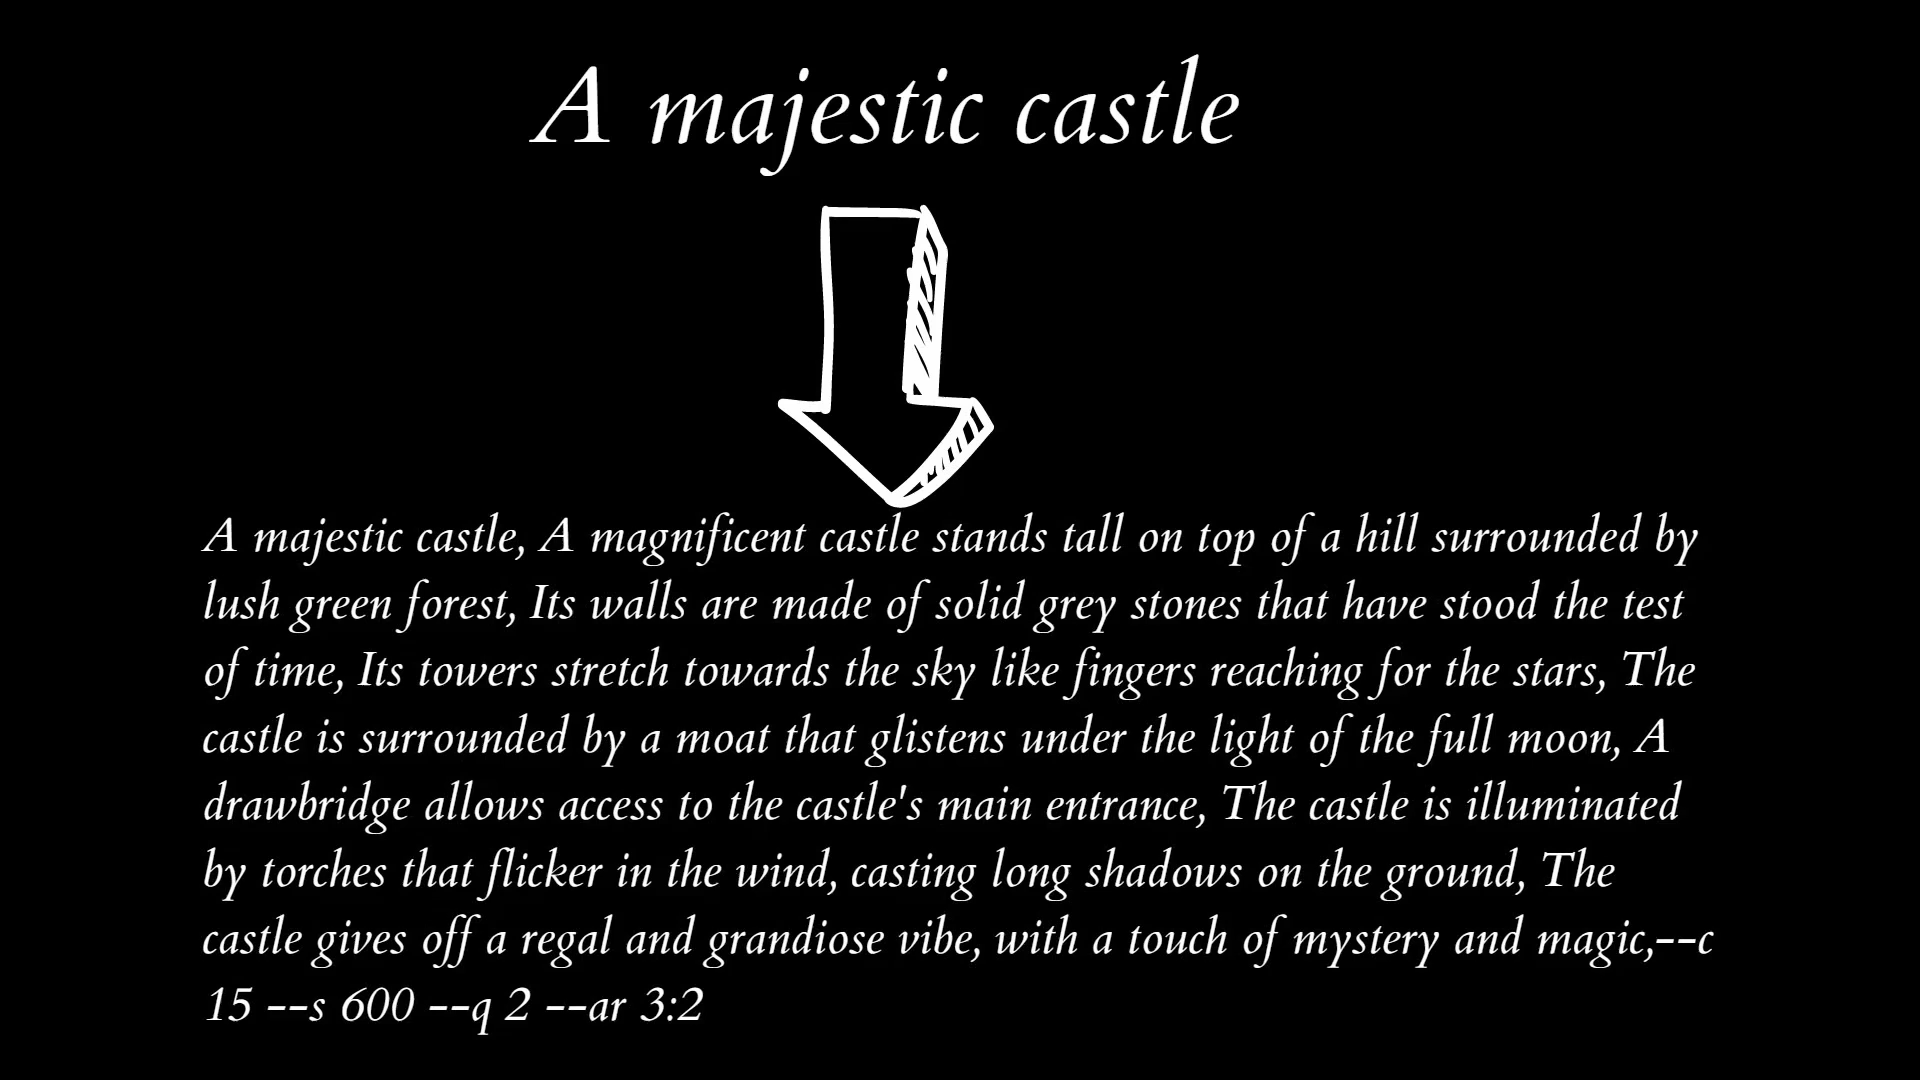 A majestic castle
A majestic castle, A magnificent castle stands tall on top of a hill surrounded by
lush green forest, Its walls are made of solid grey stones that have stood the test
of time, Its towers stretch towards the sky like fingers reaching for the stars, The
castle is surrounded by a moat that glistens under the light of the full moon, A
drawbridge allows access to the castle's main entrance, The castle is illuminated
by torches that flicker in the wind, casting long shadows on the ground, The
castle gives off a regal and grandiose vibe, with a touch of mystery and magic,--c
15 --s 600 --q 2 --ar 3:2